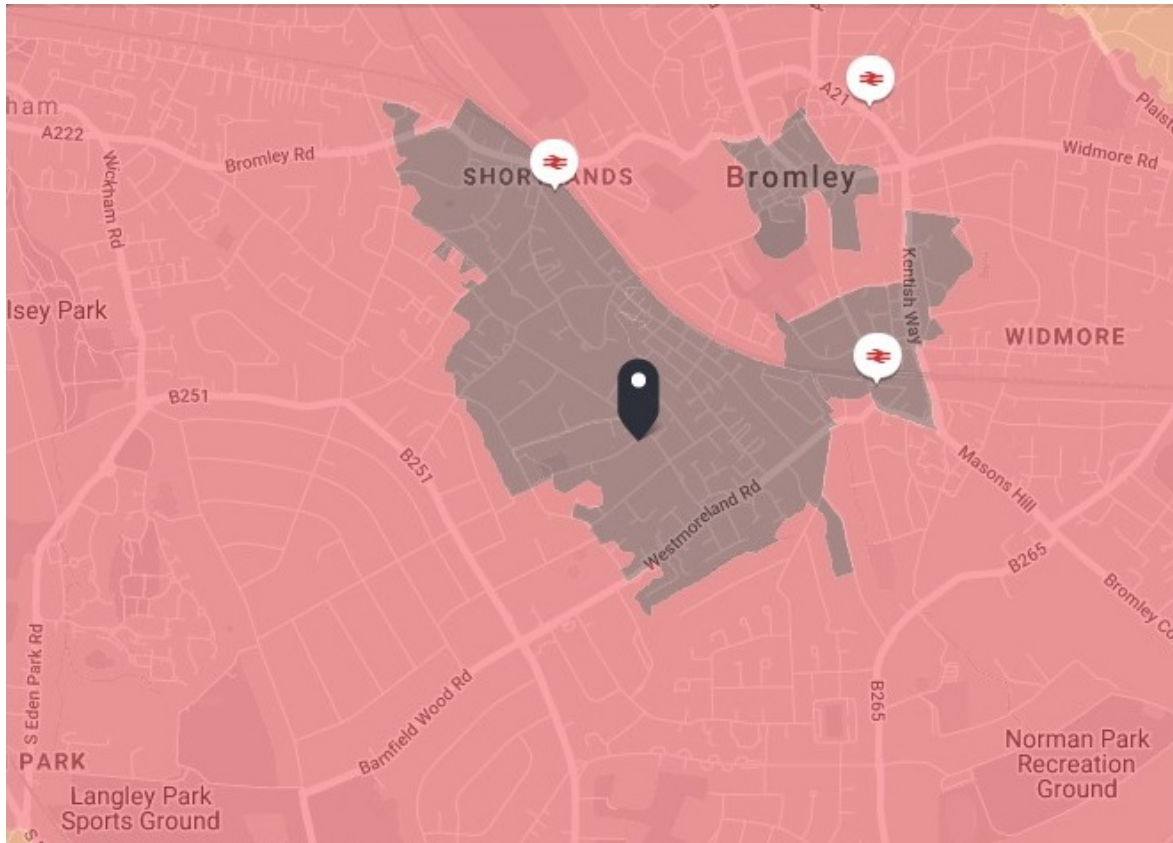 ham
A222
Wickham Rd
Bromley Rd
SHORTLANDS
Bromley
A21
Widmore Rd
Kentish Way
WIDMORE
lsey Park
B251
B251
Westmoreland Rd
Masons Hill
B265
Bromley Co
B265
S Eden Park Rd
Barnfield Wood Rd
PARK
Langley Park
Sports Ground
Norman Park
Recreation
Ground